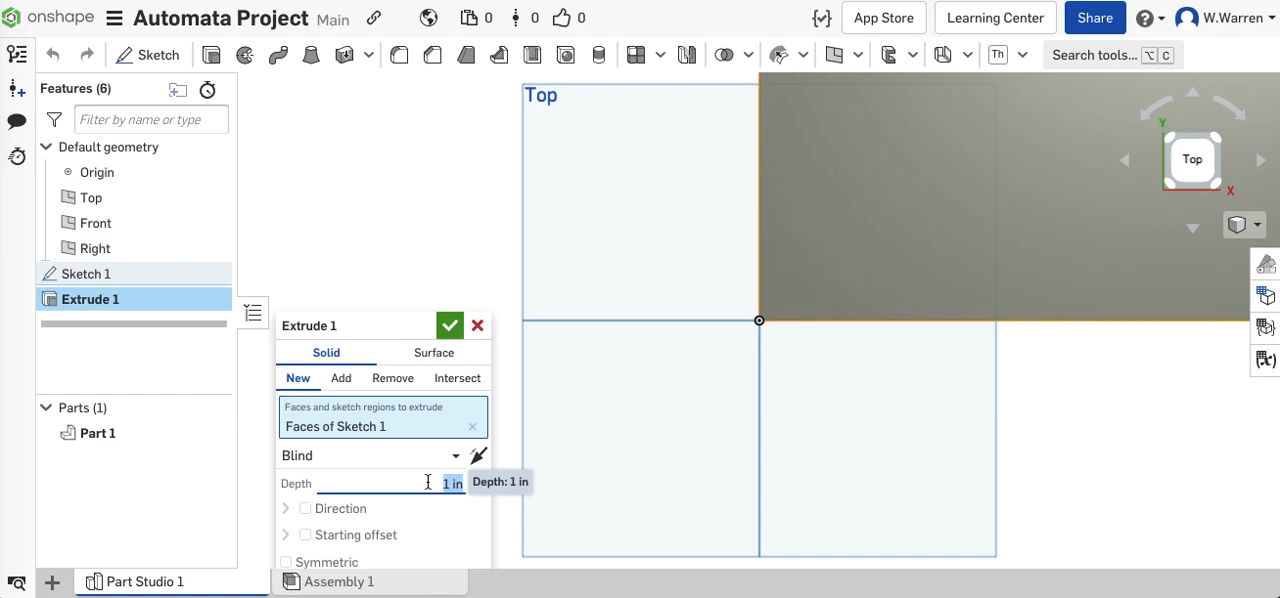 onshape Automata Project Main 0 0 0 App Store Learning Center Share W.Warren
Sketch Th Search tools... ⌥ C
Features (6)
Filter by name or type
Default geometry
Origin
Top
Front
Right
Sketch 1
Extrude 1
Parts (1)
Part 1
Extrude 1
Solid Surface
New Add Remove Intersect
Faces and sketch regions to extrude
Faces of Sketch 1
Blind
Depth 1 in
Depth: 1 in
Direction
Starting offset
Symmetric
Top
Y
Top
X
Part Studio 1 Assembly 1